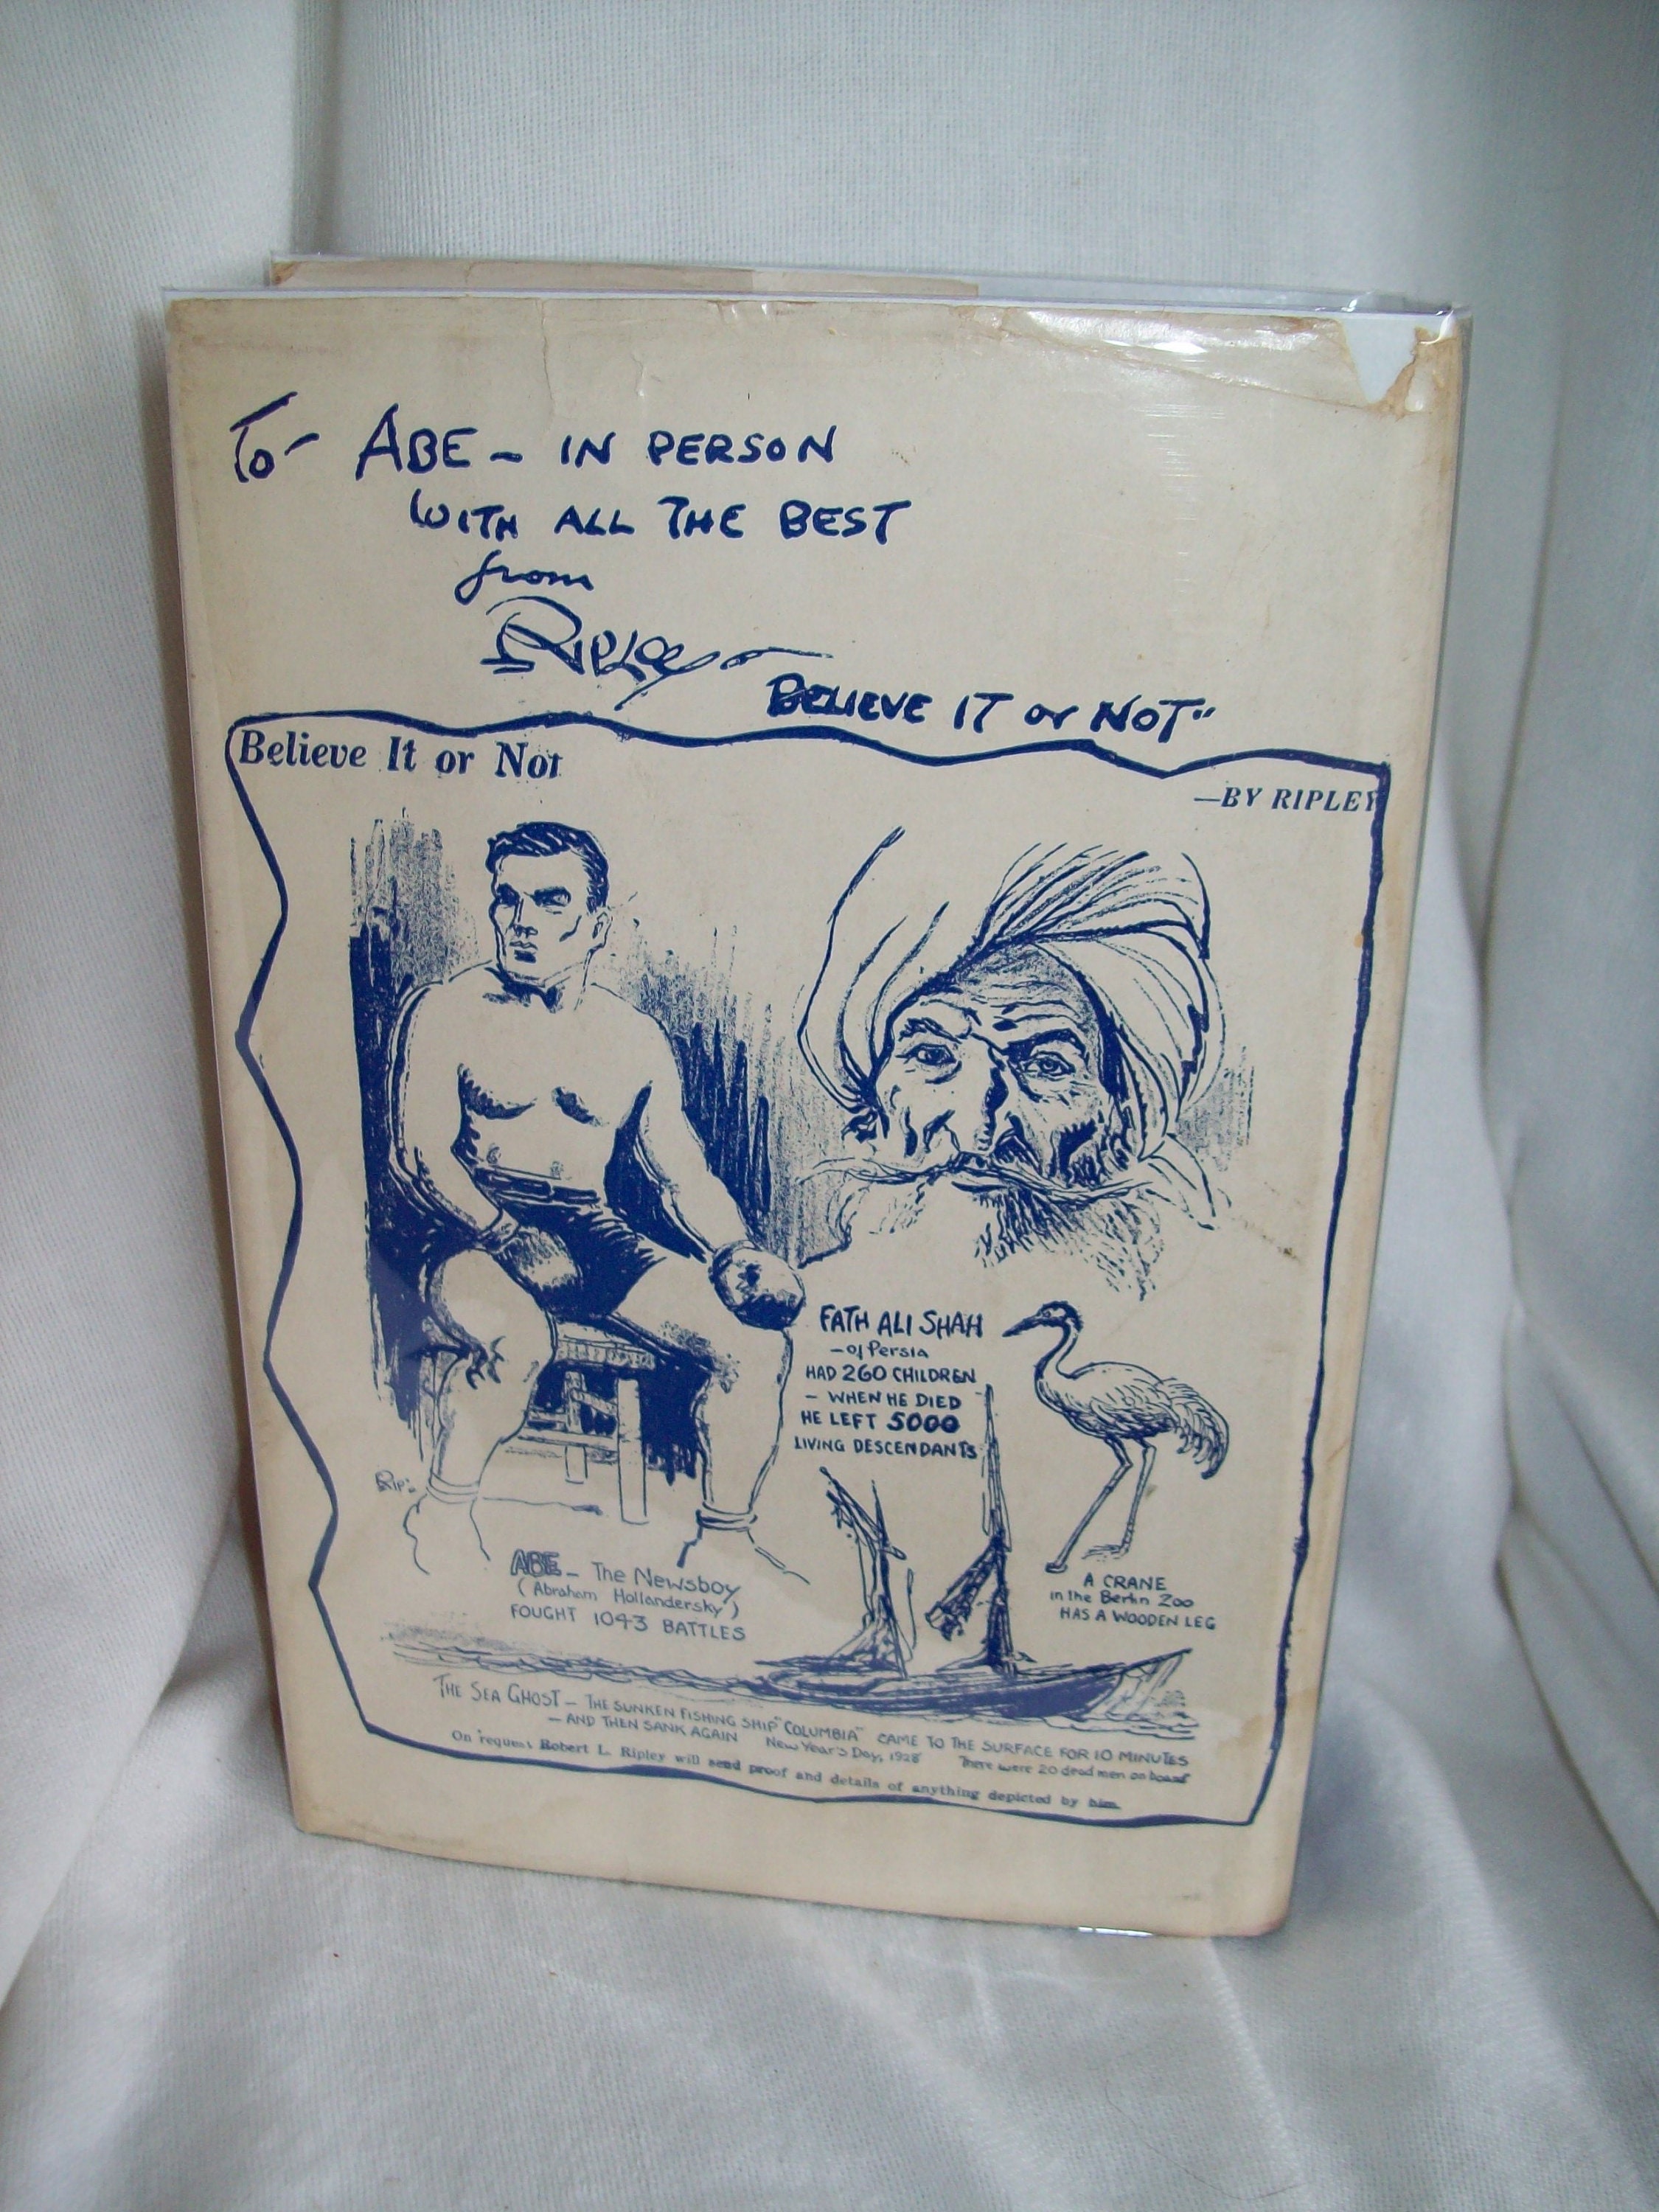 To- ABE - IN PERSON
WITH ALL THE BEST
from
RIPLEY -
BELIEVE IT or NOT"
Believe It or Not
—BY RIPLEY
FATH ALI SHAH
- of Persia
HAD 260 CHILDREN
- WHEN HE DIED
HE LEFT 5000
LIVING DESCENDANTS
Rip:
ABE - The Newsboy
(Abraham Hollandersky)
FOUGHT 1043 BATTLES
A CRANE
in the Berlin Zoo
HAS A WOODEN LEG
THE SEA GHOST - THE SUNKEN FISHING SHIP "COLUMBIA" CAME TO THE SURFACE FOR 10 MINUTES
- AND THEN SANK AGAIN New Year's Day, 1928 There were 20 dead men on board
On request Robert L. Ripley will send proof and details of anything depicted by him.